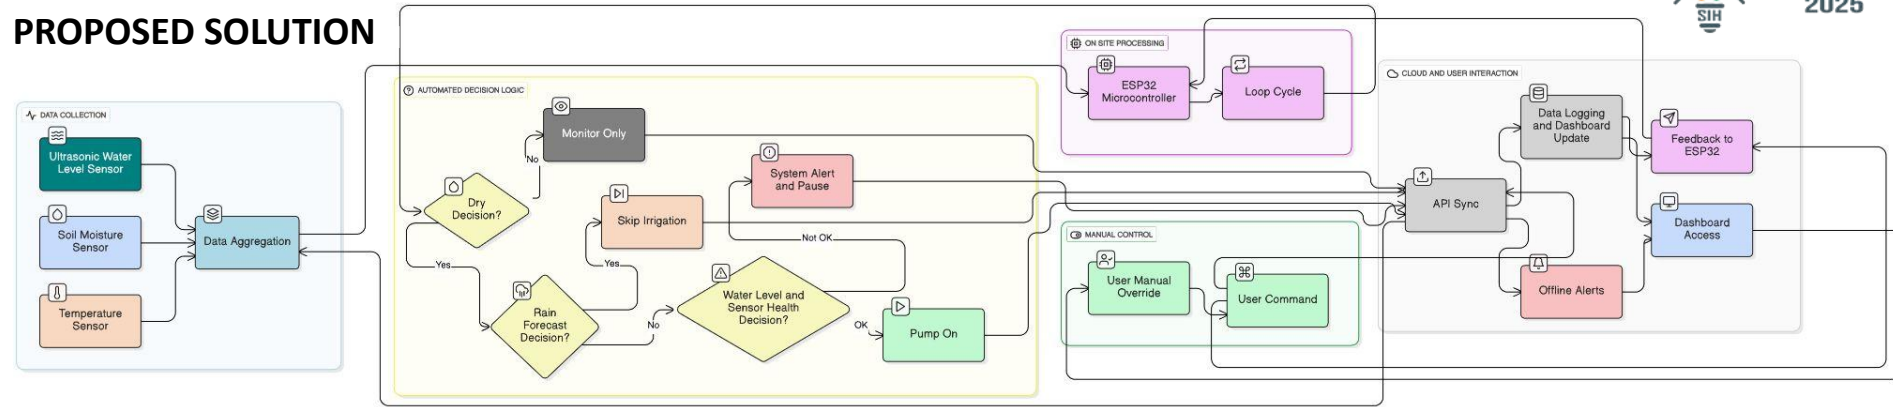 PROPOSED SOLUTION
SIH
2025
DATA COLLECTION
Ultrasonic Water
Level Sensor
Soil Moisture
Sensor
Temperature
Sensor
Data Aggregation
AUTOMATED DECISION LOGIC
Monitor Only
No
Dry
Decision?
Yes
Skip Irrigation
Yes
Rain
Forecast
Decision?
No
System Alert
and Pause
Not OK
Water Level and
Sensor Health
Decision?
OK
Pump On
ON SITE PROCESSING
ESP32
Microcontroller
Loop Cycle
MANUAL CONTROL
User Manual
Override
User Command
CLOUD AND USER INTERACTION
API Sync
Data Logging
and Dashboard
Update
Offline Alerts
Feedback to
ESP32
Dashboard
Access